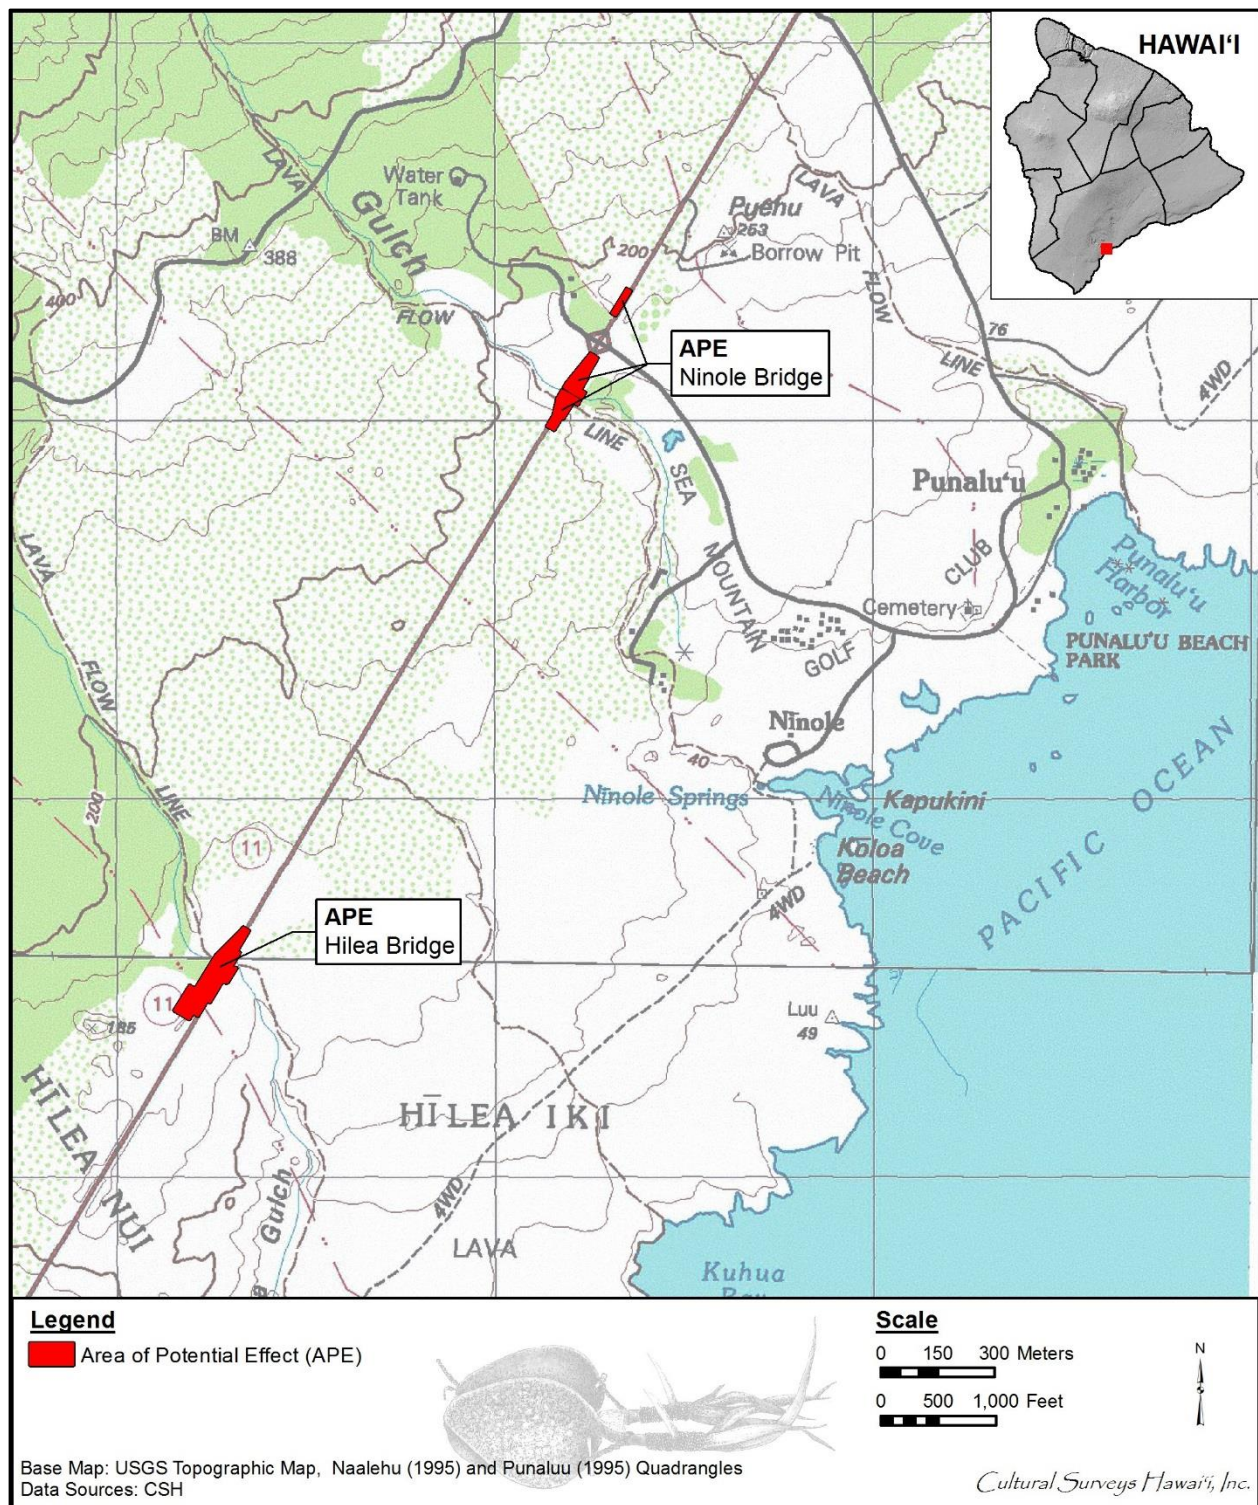 HAWAIʻI
LAVA
Gulch
FLOW
LINE
Water
Tank
BM
388
400
200
Puehu
253
Borrow Pit
LAVA
FLOW
LINE
76
4WD
APE
Ninole Bridge
SEA
MOUNTAIN
GOLF
CLUB
Punaluʻu
Punaluʻu
Harbor
Cemetery
PUNALUʻU BEACH
PARK
Nīnole
40
Nīnole Springs
Nīnole Cove
Kapukini
Kōloa
Beach
4WD
PACIFIC OCEAN
LAVA
FLOW
LINE
200
11
APE
Hilea Bridge
11
185
Luu
49
HĪLEA NUI
HĪLEA IKI
Gulch
4WD
LAVA
Kuhua
Legend
Area of Potential Effect (APE)
Scale
0 150 300 Meters
0 500 1,000 Feet
N
Base Map: USGS Topographic Map, Naalehu (1995) and Punaluu (1995) Quadrangles
Data Sources: CSH
Cultural Surveys Hawaiʻi, Inc.